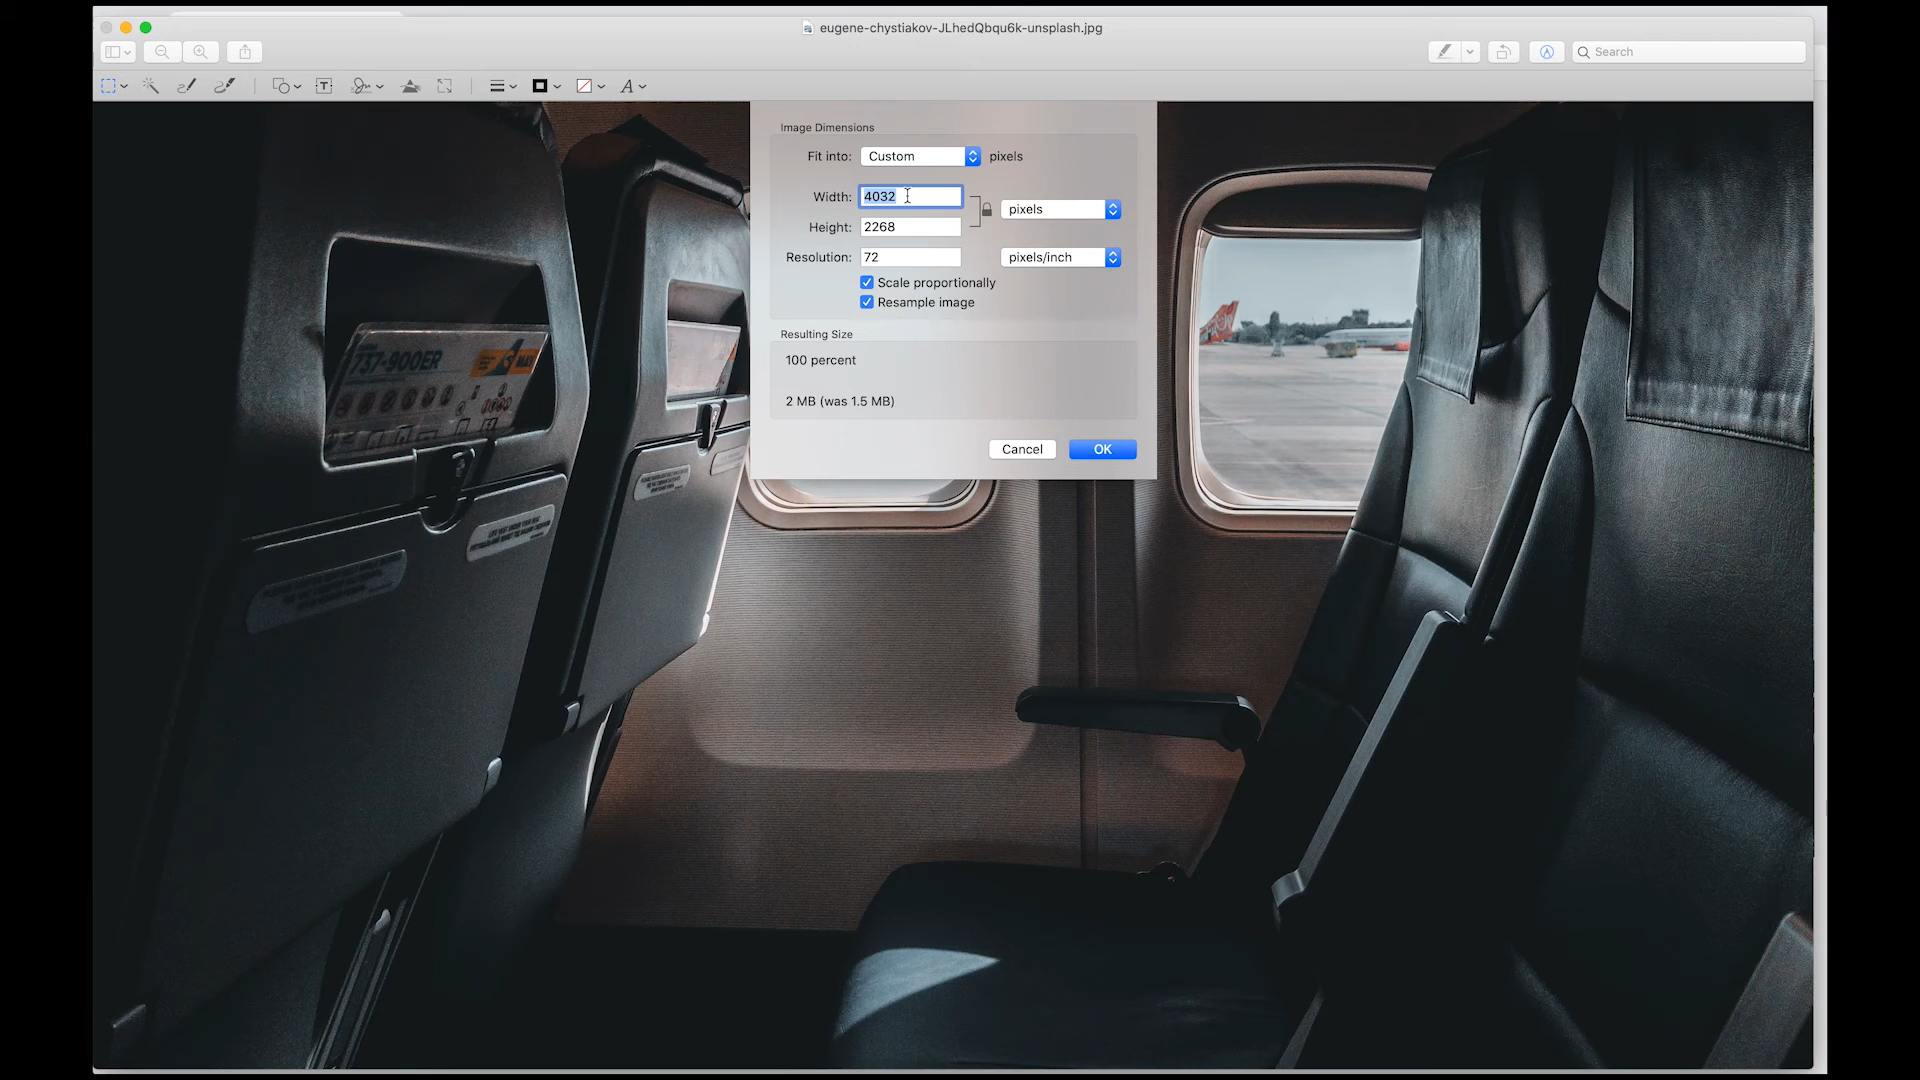 eugene-chystiakov-JLhedQbqu6k-unsplash.jpg
Search
Image Dimensions
Fit into: Custom pixels
Width: 4032 pixels
Height: 2268
Resolution: 72 pixels/inch
Scale proportionally
Resample image
Resulting Size
100 percent
2 MB (was 1.5 MB)
Cancel OK
737-900ER